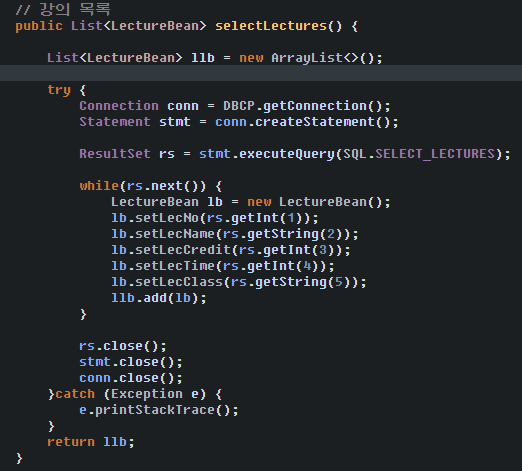 // 강의 목록
public List<LectureBean> selectLectures() {
List<LectureBean> llb = new ArrayList<>();
try {
Connection conn = DBCP.getConnection();
Statement stmt = conn.createStatement();
ResultSet rs = stmt.executeQuery(SQL.SELECT_LECTURES);
while(rs.next()) {
LectureBean lb = new LectureBean();
lb.setLecNo(rs.getInt(1));
lb.setLecName(rs.getString(2));
lb.setLecCredit(rs.getInt(3));
lb.setLecTime(rs.getInt(4));
lb.setLecClass(rs.getString(5));
llb.add(lb);
}
rs.close();
stmt.close();
conn.close();
}catch (Exception e) {
e.printStackTrace();
}
return llb;
}